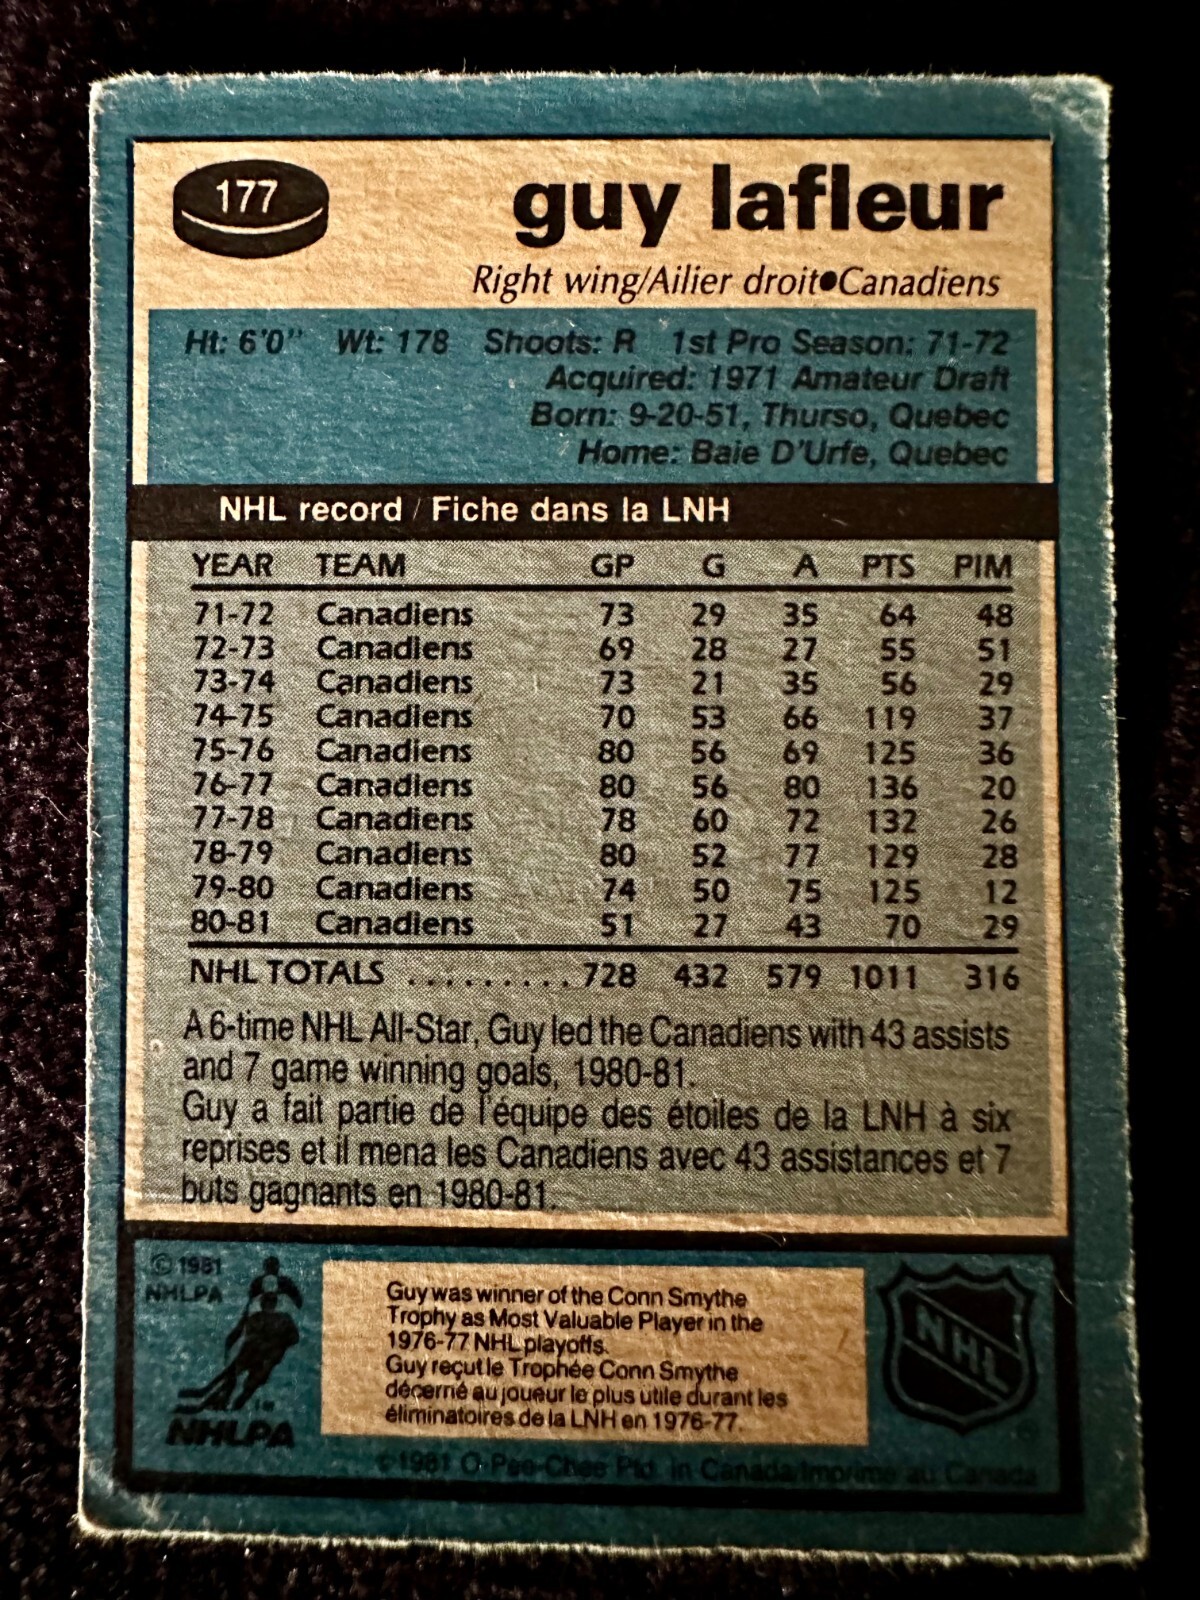 177
guy lafleur
Right wing/Ailier droit●Canadiens
Ht: 6'0" Wt: 178 Shoots: R 1st Pro Season: 71-72
Acquired: 1971 Amateur Draft
Born: 9-20-51, Thurso, Quebec
Home: Baie D'Urfe, Quebec
NHL record / Fiche dans la LNH
YEAR TEAM GP G A PTS PIM
71-72 Canadiens 73 29 35 64 48
72-73 Canadiens 69 28 27 55 51
73-74 Canadiens 73 21 35 56 29
74-75 Canadiens 70 53 66 119 37
75-76 Canadiens 80 56 69 125 36
76-77 Canadiens 80 56 80 136 20
77-78 Canadiens 78 60 72 132 26
78-79 Canadiens 80 52 77 129 28
79-80 Canadiens 74 50 75 125 12
80-81 Canadiens 51 27 43 70 29
NHL TOTALS .......... 728 432 579 1011 316
A 6-time NHL All-Star, Guy led the Canadiens with 43 assists
and 7 game winning goals, 1980-81.
Guy a fait partie de l'équipe des étoiles de la LNH à six
reprises et il mena les Canadiens avec 43 assistances et 7
buts gagnants en 1980-81.
© 1981
NHLPA
TM
NHLPA
Guy was winner of the Conn Smythe
Trophy as Most Valuable Player in the
1976-77 NHL playoffs.
Guy reçut le Trophée Conn Smythe
décerné au joueur le plus utile durant les
éliminatoires de la LNH en 1976-77.
NHL
©1981 O-Pee-Chee Ptd. in Canada/Imprime au Canada